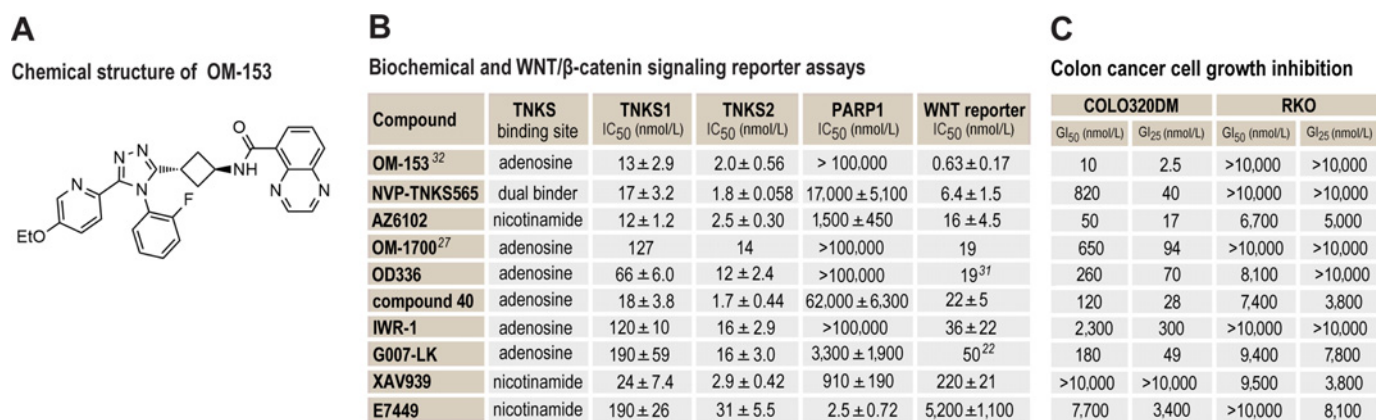 A
Chemical structure of OM-153
O
N N
NH
N
N
F
N
N
EtO
B
Biochemical and WNT/β-catenin signaling reporter assays
Compound TNKS binding site TNKS1 IC50 (nmol/L) TNKS2 IC50 (nmol/L) PARP1 IC50 (nmol/L) WNT reporter IC50 (nmol/L)
OM-153 32 adenosine 13 ± 2.9 2.0 ± 0.56 > 100,000 0.63 ± 0.17
NVP-TNKS565 dual binder 17 ± 3.2 1.8 ± 0.058 17,000 ± 5,100 6.4 ± 1.5
AZ6102 nicotinamide 12 ± 1.2 2.5 ± 0.30 1,500 ± 450 16 ± 4.5
OM-1700 27 adenosine 127 14 >100,000 19
OD336 adenosine 66 ± 6.0 12 ± 2.4 >100,000 19 31
compound 40 adenosine 18 ± 3.8 1.7 ± 0.44 62,000 ± 6,300 22 ± 5
IWR-1 adenosine 120 ± 10 16 ± 2.9 >100,000 36 ± 22
G007-LK adenosine 190 ± 59 16 ± 3.0 3,300 ± 1,900 50 22
XAV939 nicotinamide 24 ± 7.4 2.9 ± 0.42 910 ± 190 220 ± 21
E7449 nicotinamide 190 ± 26 31 ± 5.5 2.5 ± 0.72 5,200 ± 1,100
C
Colon cancer cell growth inhibition
COLO320DM RKO
GI50 (nmol/L) GI25 (nmol/L) GI50 (nmol/L) GI25 (nmol/L)
10 2.5 >10,000 >10,000
820 40 >10,000 >10,000
50 17 6,700 5,000
650 94 >10,000 >10,000
260 70 8,100 >10,000
120 28 7,400 3,800
2,300 300 >10,000 >10,000
180 49 9,400 7,800
>10,000 >10,000 9,500 3,800
7,700 3,400 >10,000 8,100